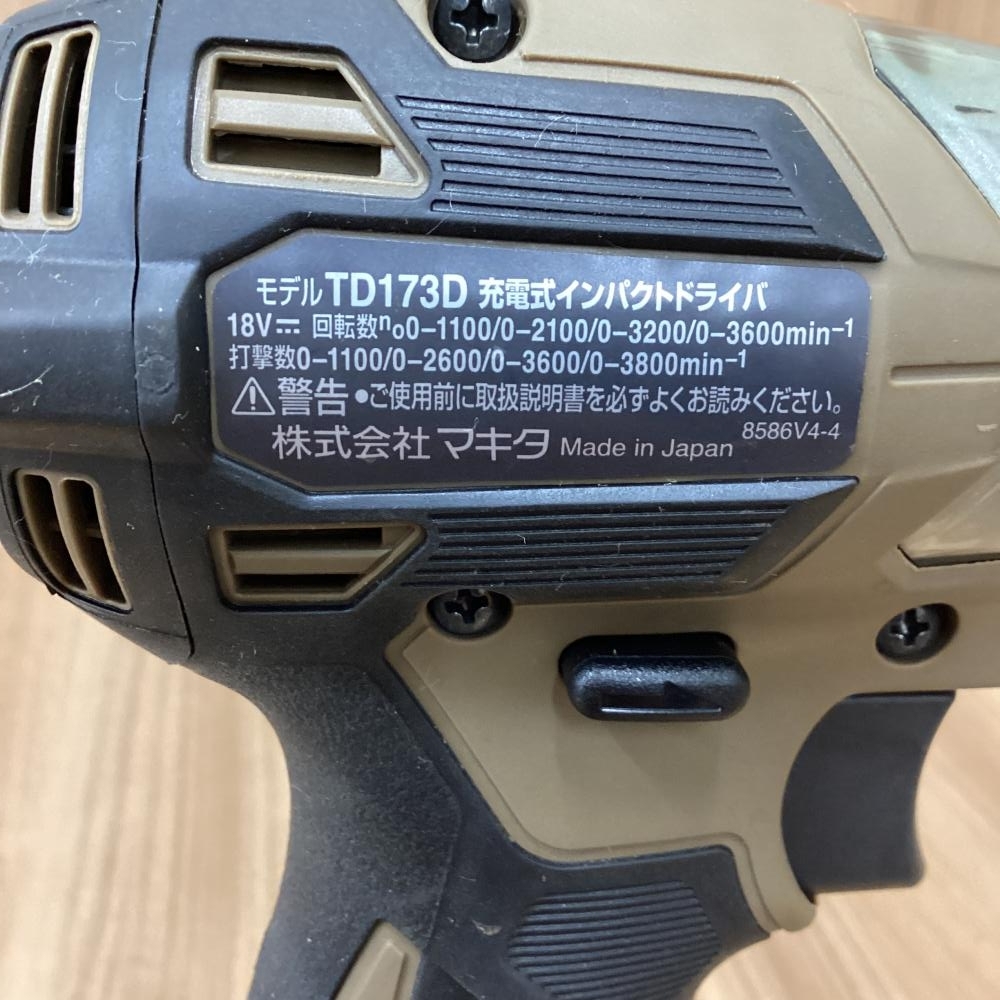 モデル TD173D 充電式インパクトドライバ
18V⎓ 回転数n₀0-1100/0-2100/0-3200/0-3600min⁻¹
打撃数0-1100/0-2600/0-3600/0-3800min⁻¹
⚠警告 •ご使用前に取扱説明書を必ずよくお読みください。
8586V4-4
株式会社 マキタ Made in Japan